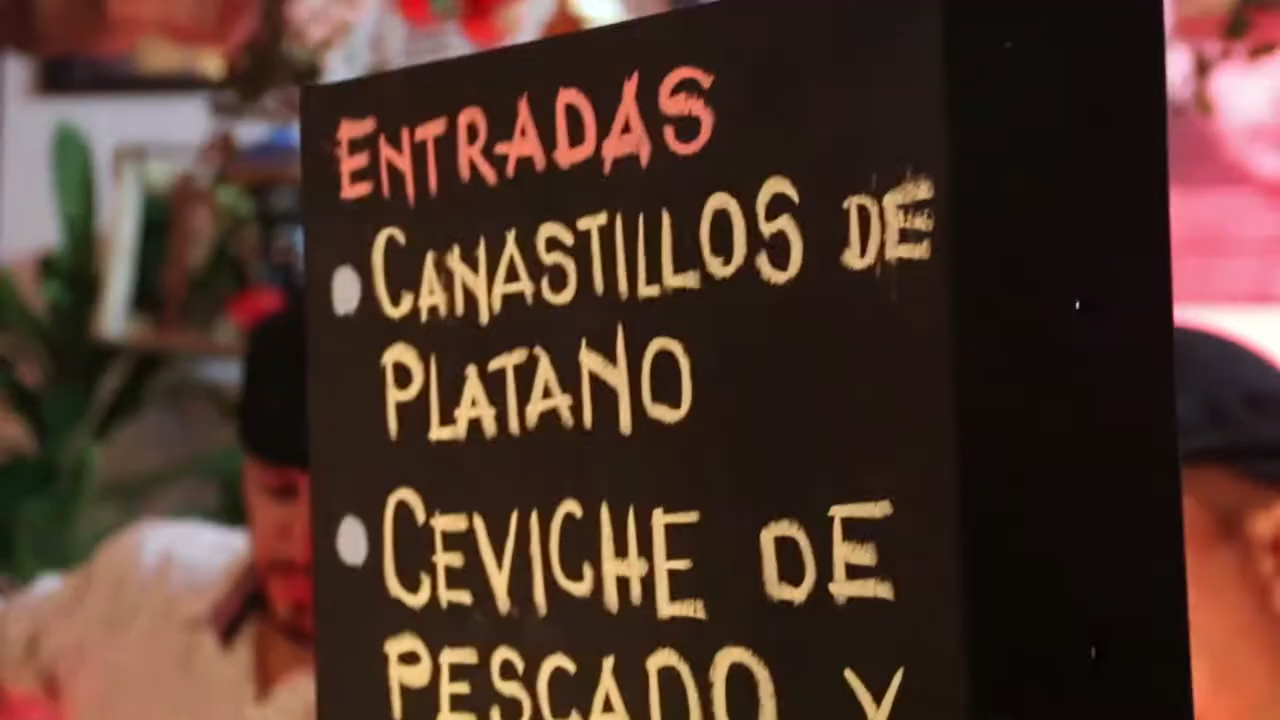 ENTRADAS
CANASTILLOS DE
PLATANO
CEVICHE DE
PESCADO Y